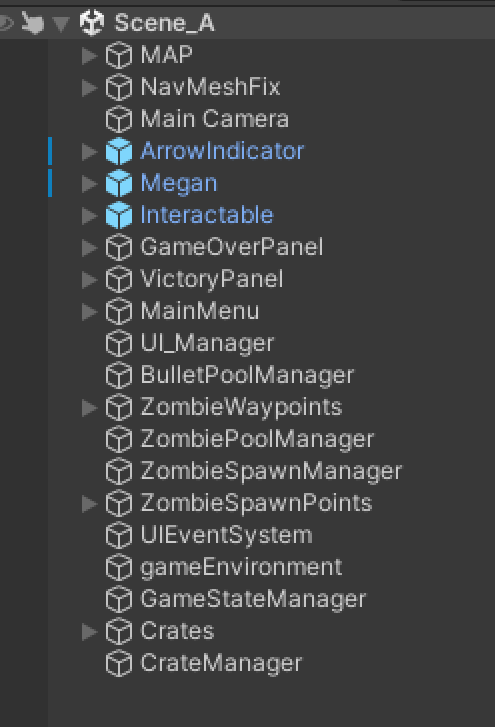 Scene_A
MAP
NavMeshFix
Main Camera
ArrowIndicator
Megan
Interactable
GameOverPanel
VictoryPanel
MainMenu
UI_Manager
BulletPoolManager
ZombieWaypoints
ZombiePoolManager
ZombieSpawnManager
ZombieSpawnPoints
UIEventSystem
gameEnvironment
GameStateManager
Crates
CrateManager